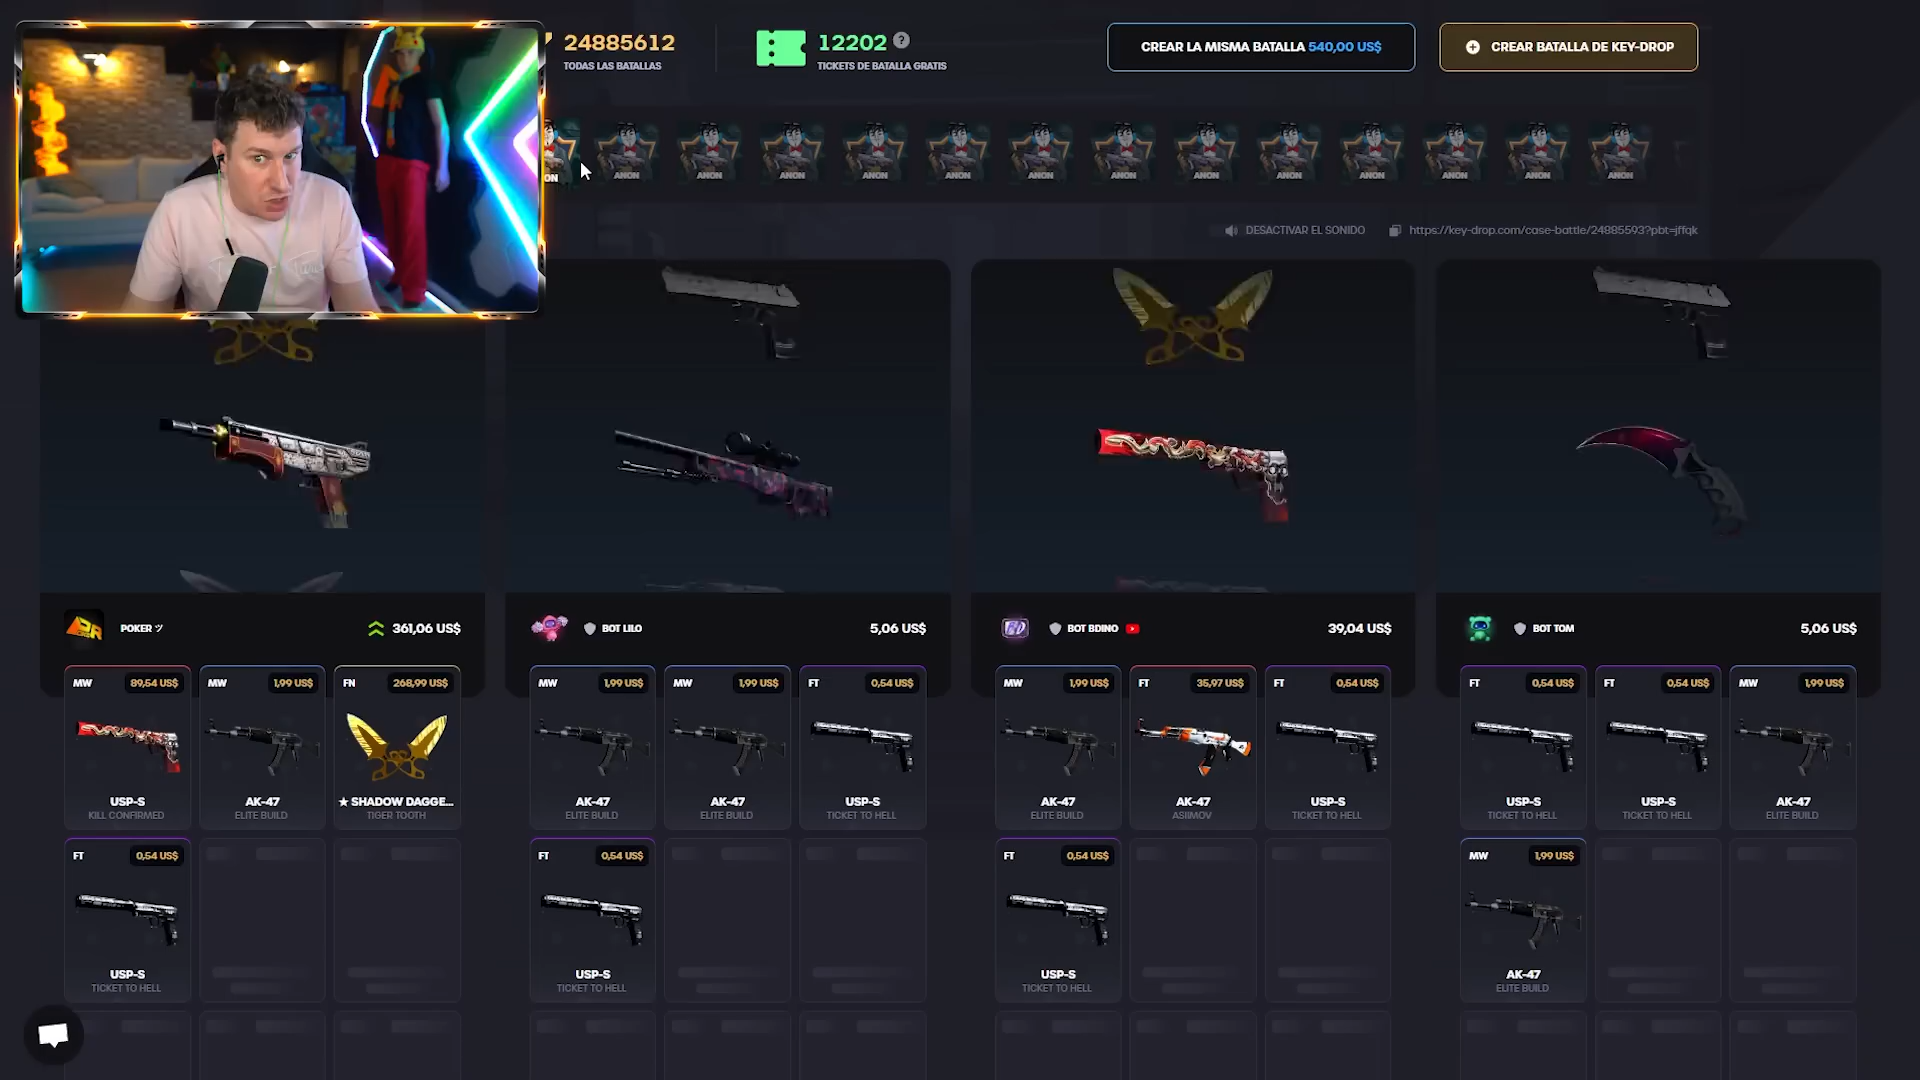 24885612
TODAS LAS BATALLAS
12202 ?
TICKETS DE BATALLA GRATIS
CREAR LA MISMA BATALLA 540,00 US$
CREAR BATALLA DE KEY-DROP
ON ANON ANON ANON ANON ANON ANON ANON ANON ANON ANON ANON ANON ANON
DESACTIVAR EL SONIDO
https://key-drop.com/case-battle/24885593?pbt=jffqk
POKER ツ 361,06 US$
BOT LILO 5,06 US$
BOT BDINO 39,04 US$
BOT TOM 5,06 US$
MW 89,54 US$ MW 1,99 US$ FN 268,99 US$
MW 1,99 US$ MW 1,99 US$ FT 0,54 US$
MW 1,99 US$ FT 35,97 US$ FT 0,54 US$
FT 0,54 US$ FT 0,54 US$ MW 1,99 US$
USP-S AK-47 ★ SHADOW DAGGE...
KILL CONFIRMED ELITE BUILD TIGER TOOTH
AK-47 AK-47 USP-S
ELITE BUILD ELITE BUILD TICKET TO HELL
AK-47 AK-47 USP-S
ELITE BUILD ASIIMOV TICKET TO HELL
USP-S USP-S AK-47
TICKET TO HELL TICKET TO HELL ELITE BUILD
FT 0,54 US$
USP-S
TICKET TO HELL
FT 0,54 US$
USP-S
TICKET TO HELL
FT 0,54 US$
USP-S
TICKET TO HELL
MW 1,99 US$
AK-47
ELITE BUILD